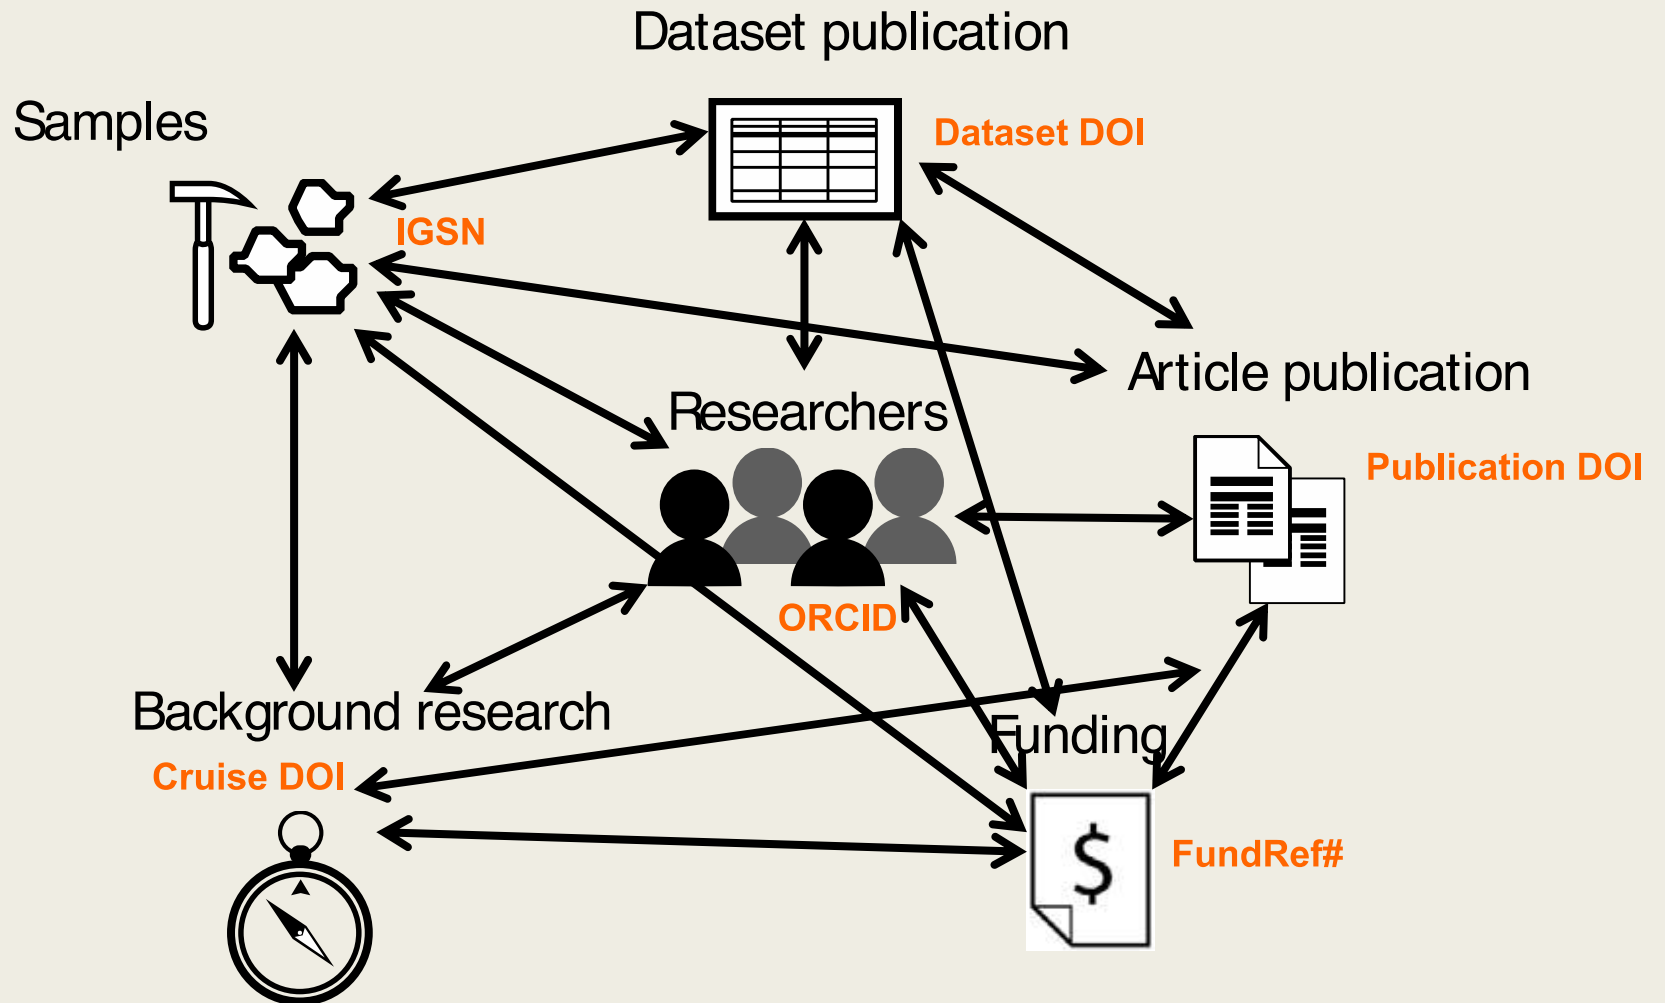 Dataset publication
Samples
Dataset DOI
IGSN
Article publication
Researchers
Publication DOI
ORCID
Background research
Funding
Cruise DOI
FundRef#
$